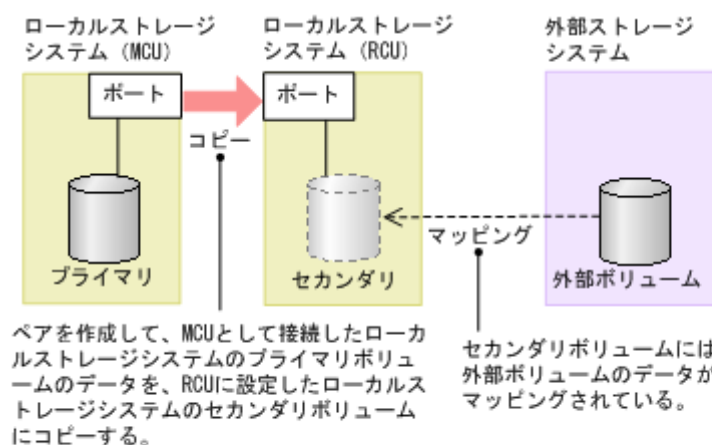 ローカルストレージ
システム（MCU）
ローカルストレージ
システム（RCU）
外部ストレージ
システム
ポート
ポート
コピー
マッピング
プライマリ
セカンダリ
外部ボリューム
ペアを作成して、MCUとして接続したローカ
ルストレージシステムのプライマリボリュ
ームのデータを、RCUに設定したローカルス
トレージシステムのセカンダリボリューム
にコピーする。
セカンダリボリュームには
外部ボリュームのデータが
マッピングされている。